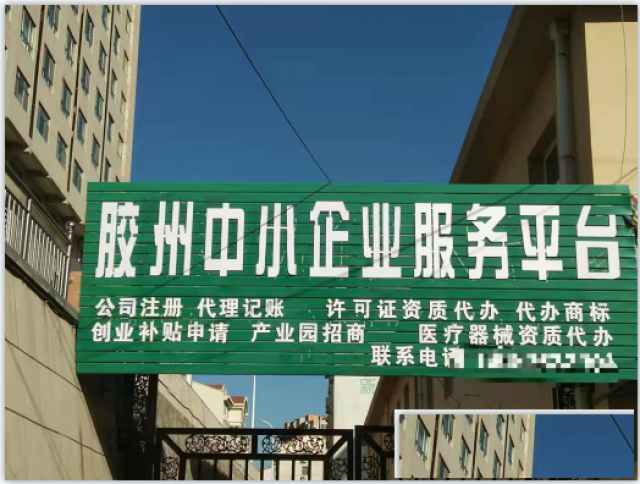 胶州中小企业服务平台
公司注册 代理记账 许可证资质代办 代办商标
创业补贴申请 产业园招商 医疗器械资质代办
联系电话